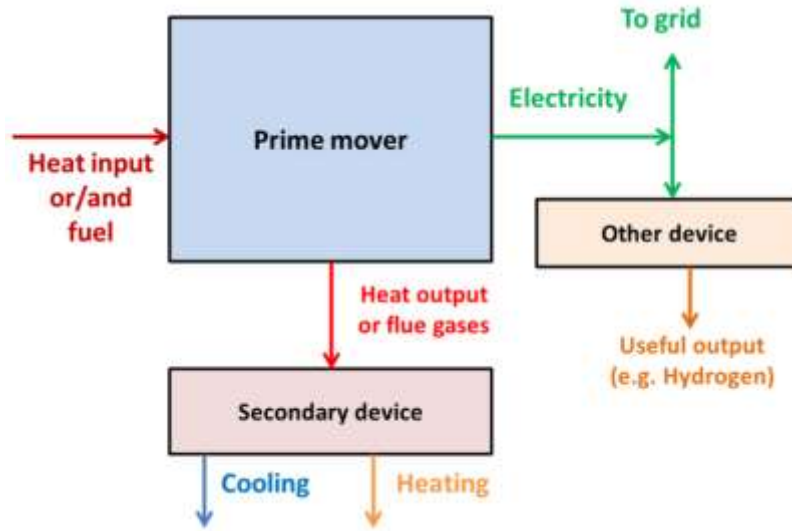 To grid
Electricity
Prime mover
Heat input
or/and
fuel
Other device
Heat output
or flue gases
Useful output
(e.g. Hydrogen)
Secondary device
Cooling
Heating